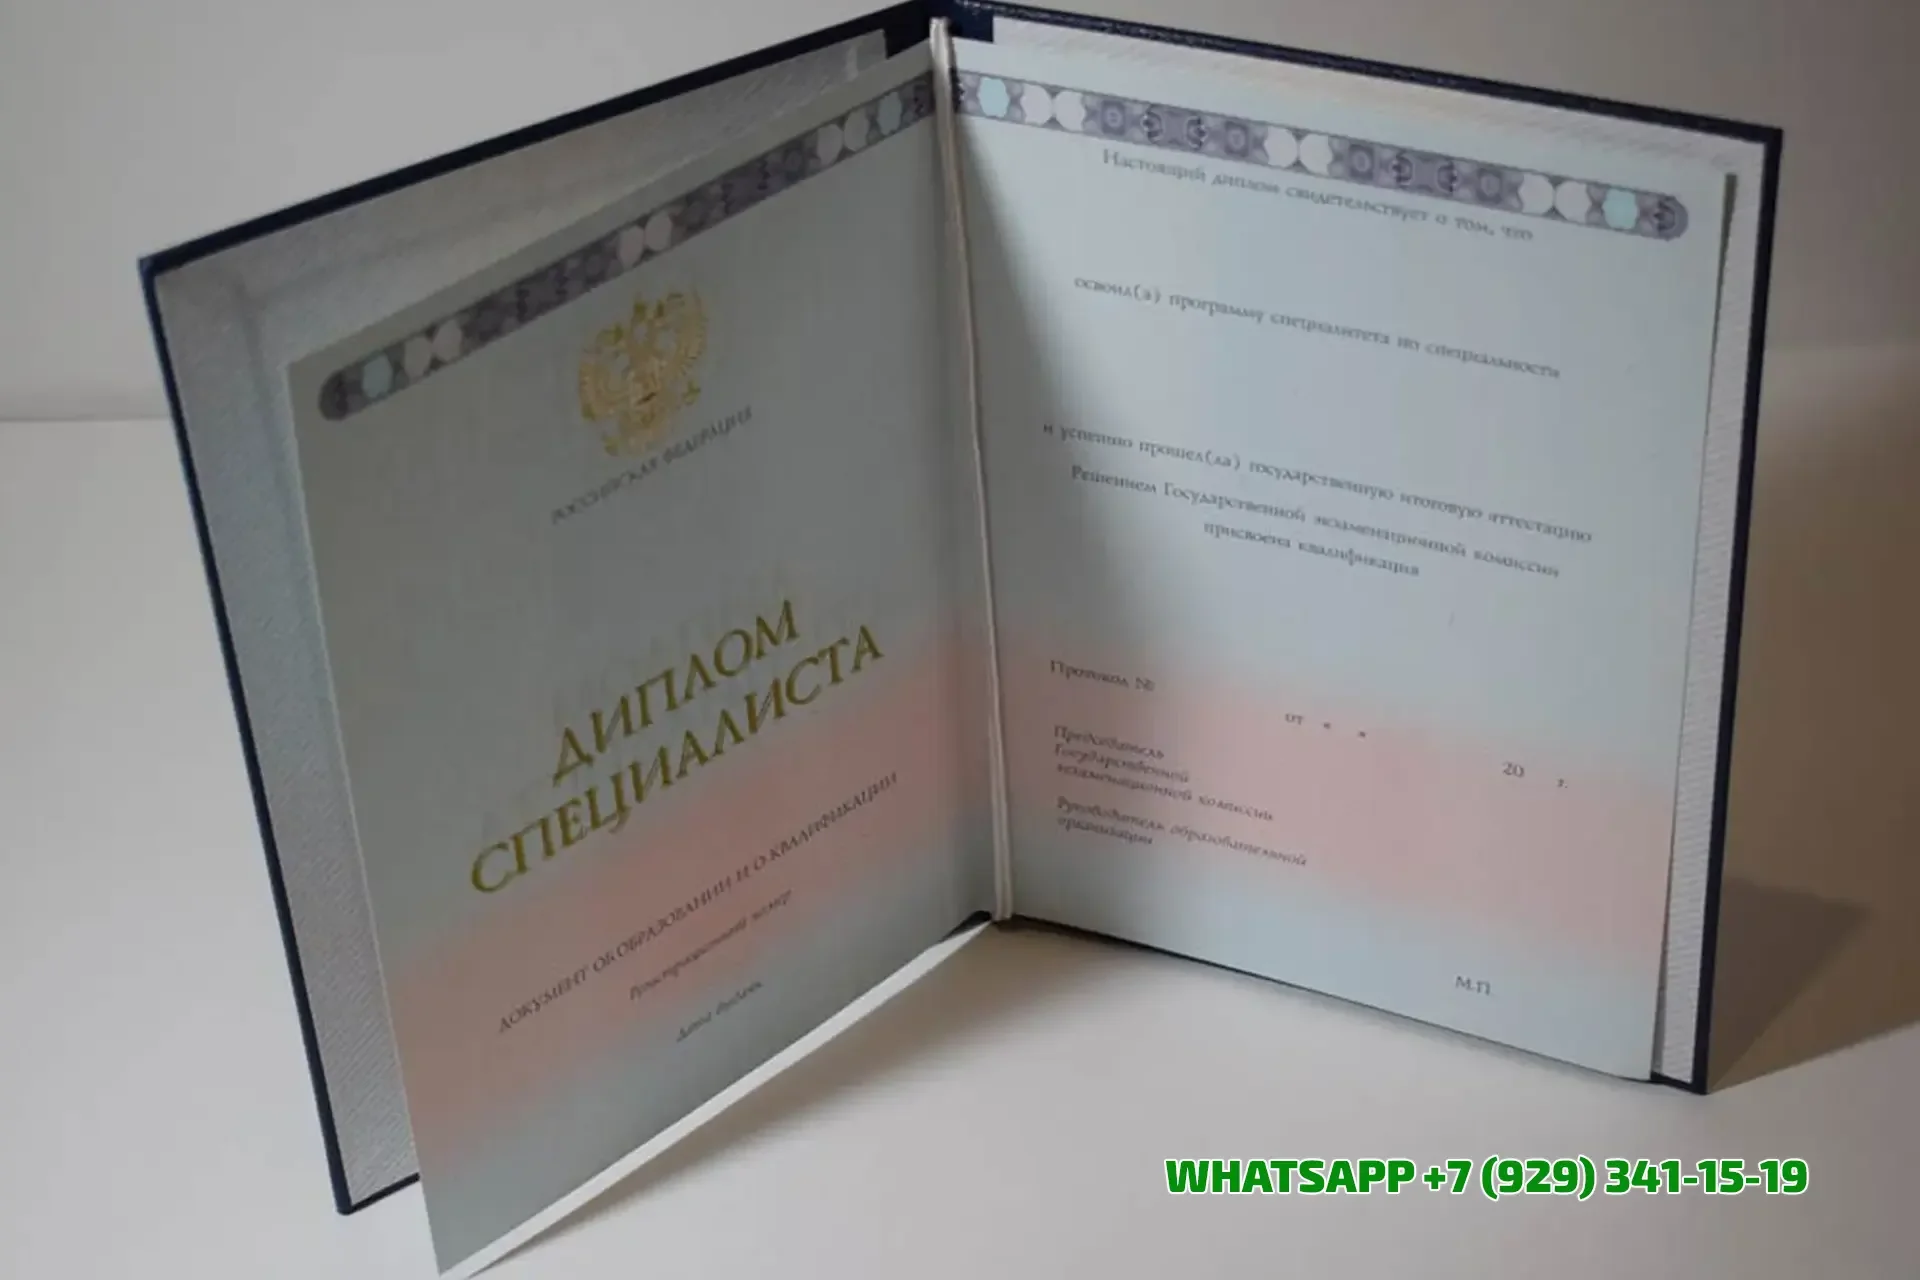 РОССИЙСКАЯ ФЕДЕРАЦИЯ
ДИПЛОМ
СПЕЦИАЛИСТА
ДОКУМЕНТ ОБ ОБРАЗОВАНИИ И О КВАЛИФИКАЦИИ
Регистрационный номер
Дата выдачи
Настоящий диплом свидетельствует о том, что
освоил(а) программу специалитета по специальности
и успешно прошел(ла) государственную итоговую аттестацию
Решением Государственной экзаменационной комиссии
присвоена квалификация
Протокол №
от « » 20 г.
Председатель
Государственной
экзаменационной комиссии
Руководитель образовательной
организации
М.П.
WHATSAPP +7 (929) 341-15-19